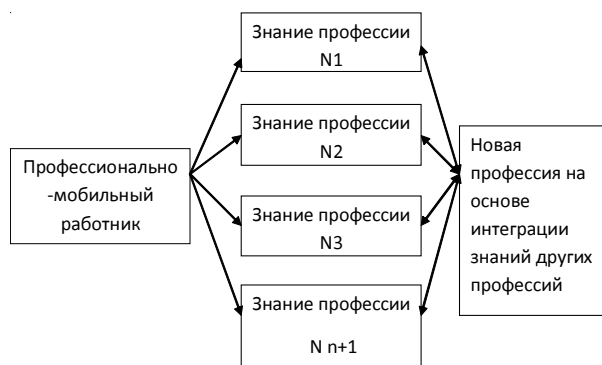 Знание профессии
N1
Знание профессии
N2
Профессионально
-мобильный
работник
Знание профессии
N3
Знание профессии
N n+1
Новая
профессия на
основе
интеграции
знаний других
профессий